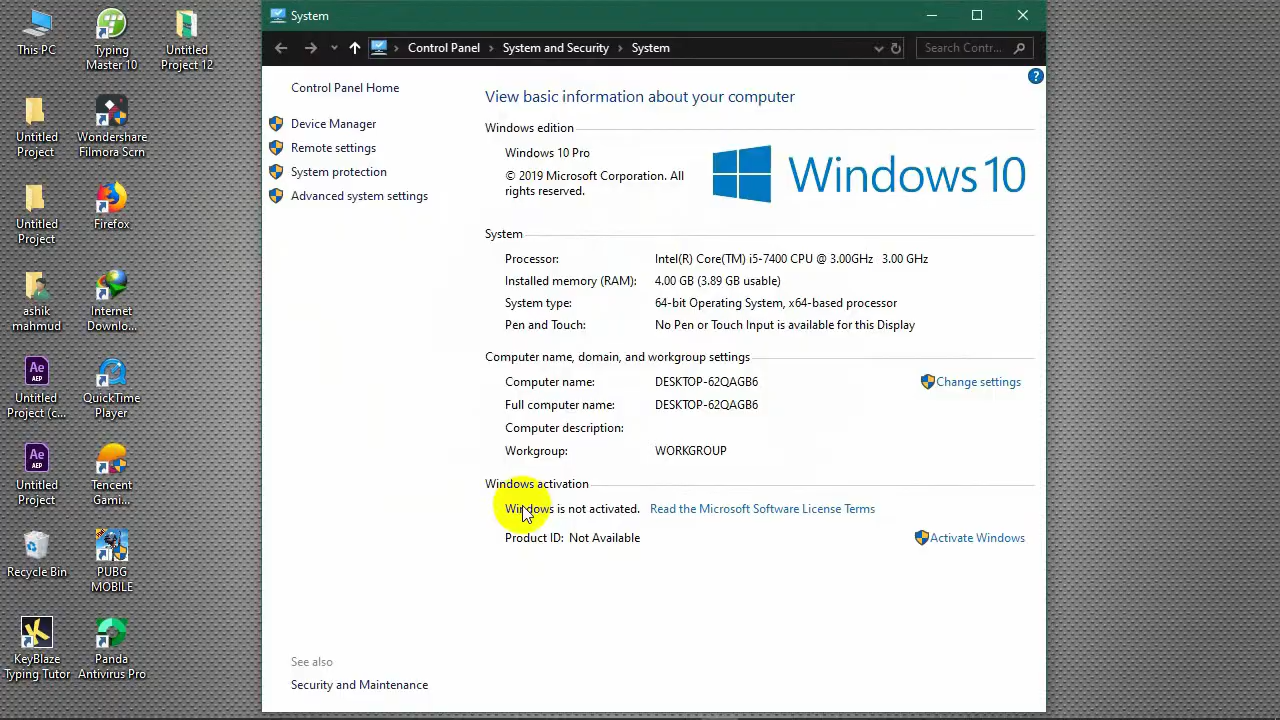 This PC
Typing
Master 10
Untitled
Project 12
Untitled
Project
Wondershare
Filmora Scrn
Untitled
Project
Firefox
ashik
mahmud
Internet
Downlo...
Untitled
Project (c...
QuickTime
Player
Untitled
Project
Tencent
Gami...
Recycle Bin
PUBG
MOBILE
KeyBlaze
Typing Tutor
Panda
Antivirus Pro
Ae
AEP
Ae
AEP
System
Control Panel > System and Security > System
Search Contr...
Control Panel Home
Device Manager
Remote settings
System protection
Advanced system settings
See also
Security and Maintenance
View basic information about your computer
Windows edition
Windows 10 Pro
© 2019 Microsoft Corporation. All
rights reserved.
Windows 10
System
Processor: Intel(R) Core(TM) i5-7400 CPU @ 3.00GHz 3.00 GHz
Installed memory (RAM): 4.00 GB (3.89 GB usable)
System type: 64-bit Operating System, x64-based processor
Pen and Touch: No Pen or Touch Input is available for this Display
Computer name, domain, and workgroup settings
Computer name: DESKTOP-62QAGB6
Change settings
Full computer name: DESKTOP-62QAGB6
Computer description:
Workgroup: WORKGROUP
Windows activation
Windows is not activated. Read the Microsoft Software License Terms
Product ID: Not Available
Activate Windows